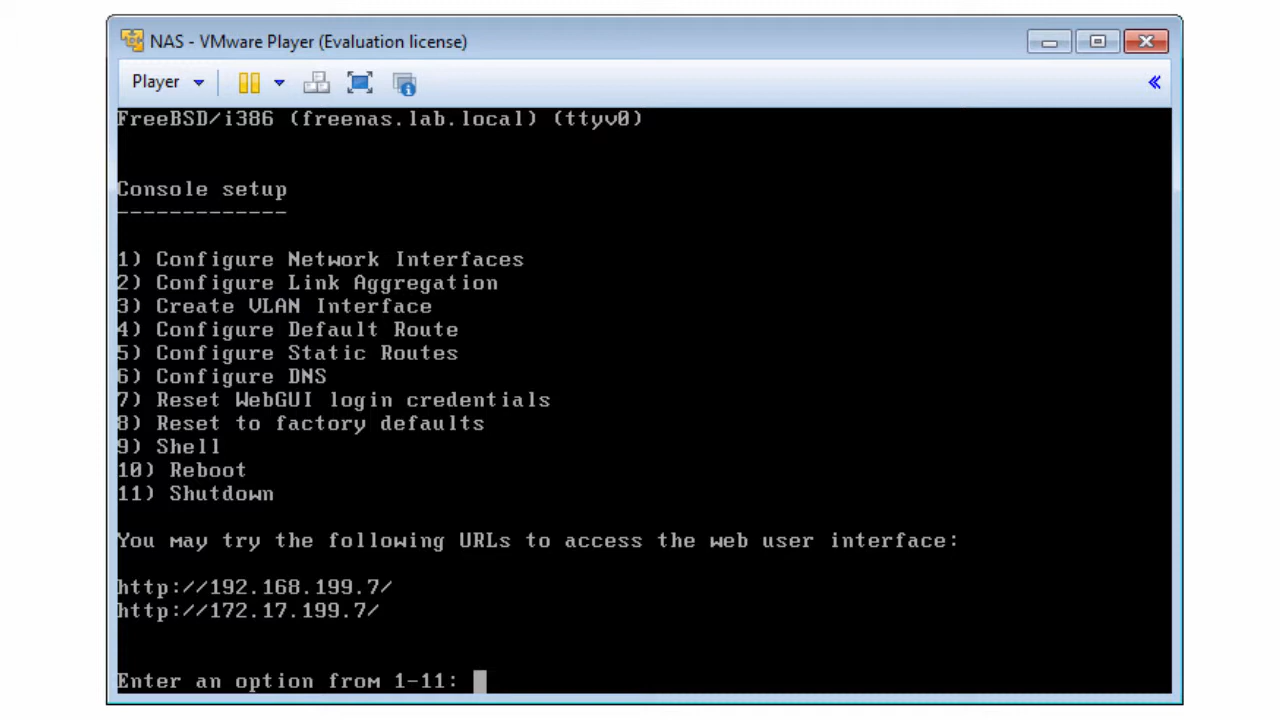 NAS - VMware Player (Evaluation license)
Player
FreeBSD/i386 (freenas.lab.local) (ttyv0)
Console setup
-------------
1) Configure Network Interfaces
2) Configure Link Aggregation
3) Create VLAN Interface
4) Configure Default Route
5) Configure Static Routes
6) Configure DNS
7) Reset WebGUI login credentials
8) Reset to factory defaults
9) Shell
10) Reboot
11) Shutdown
You may try the following URLs to access the web user interface:
http://192.168.199.7/
http://172.17.199.7/
Enter an option from 1-11: